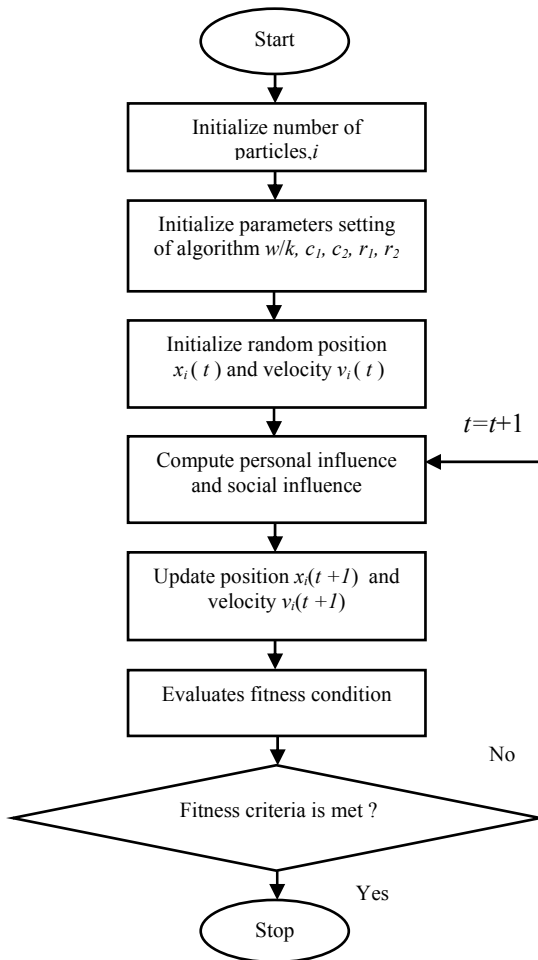 Start
Initialize number of
particles,i
Initialize parameters setting
of algorithm w/k, c₁, c₂, r₁, r₂
Initialize random position
xᵢ ( t ) and velocity vᵢ ( t )
t=t+1
Compute personal influence
and social influence
Update position xᵢ(t +1) and
velocity vᵢ(t +1)
Evaluates fitness condition
No
Fitness criteria is met ?
Yes
Stop